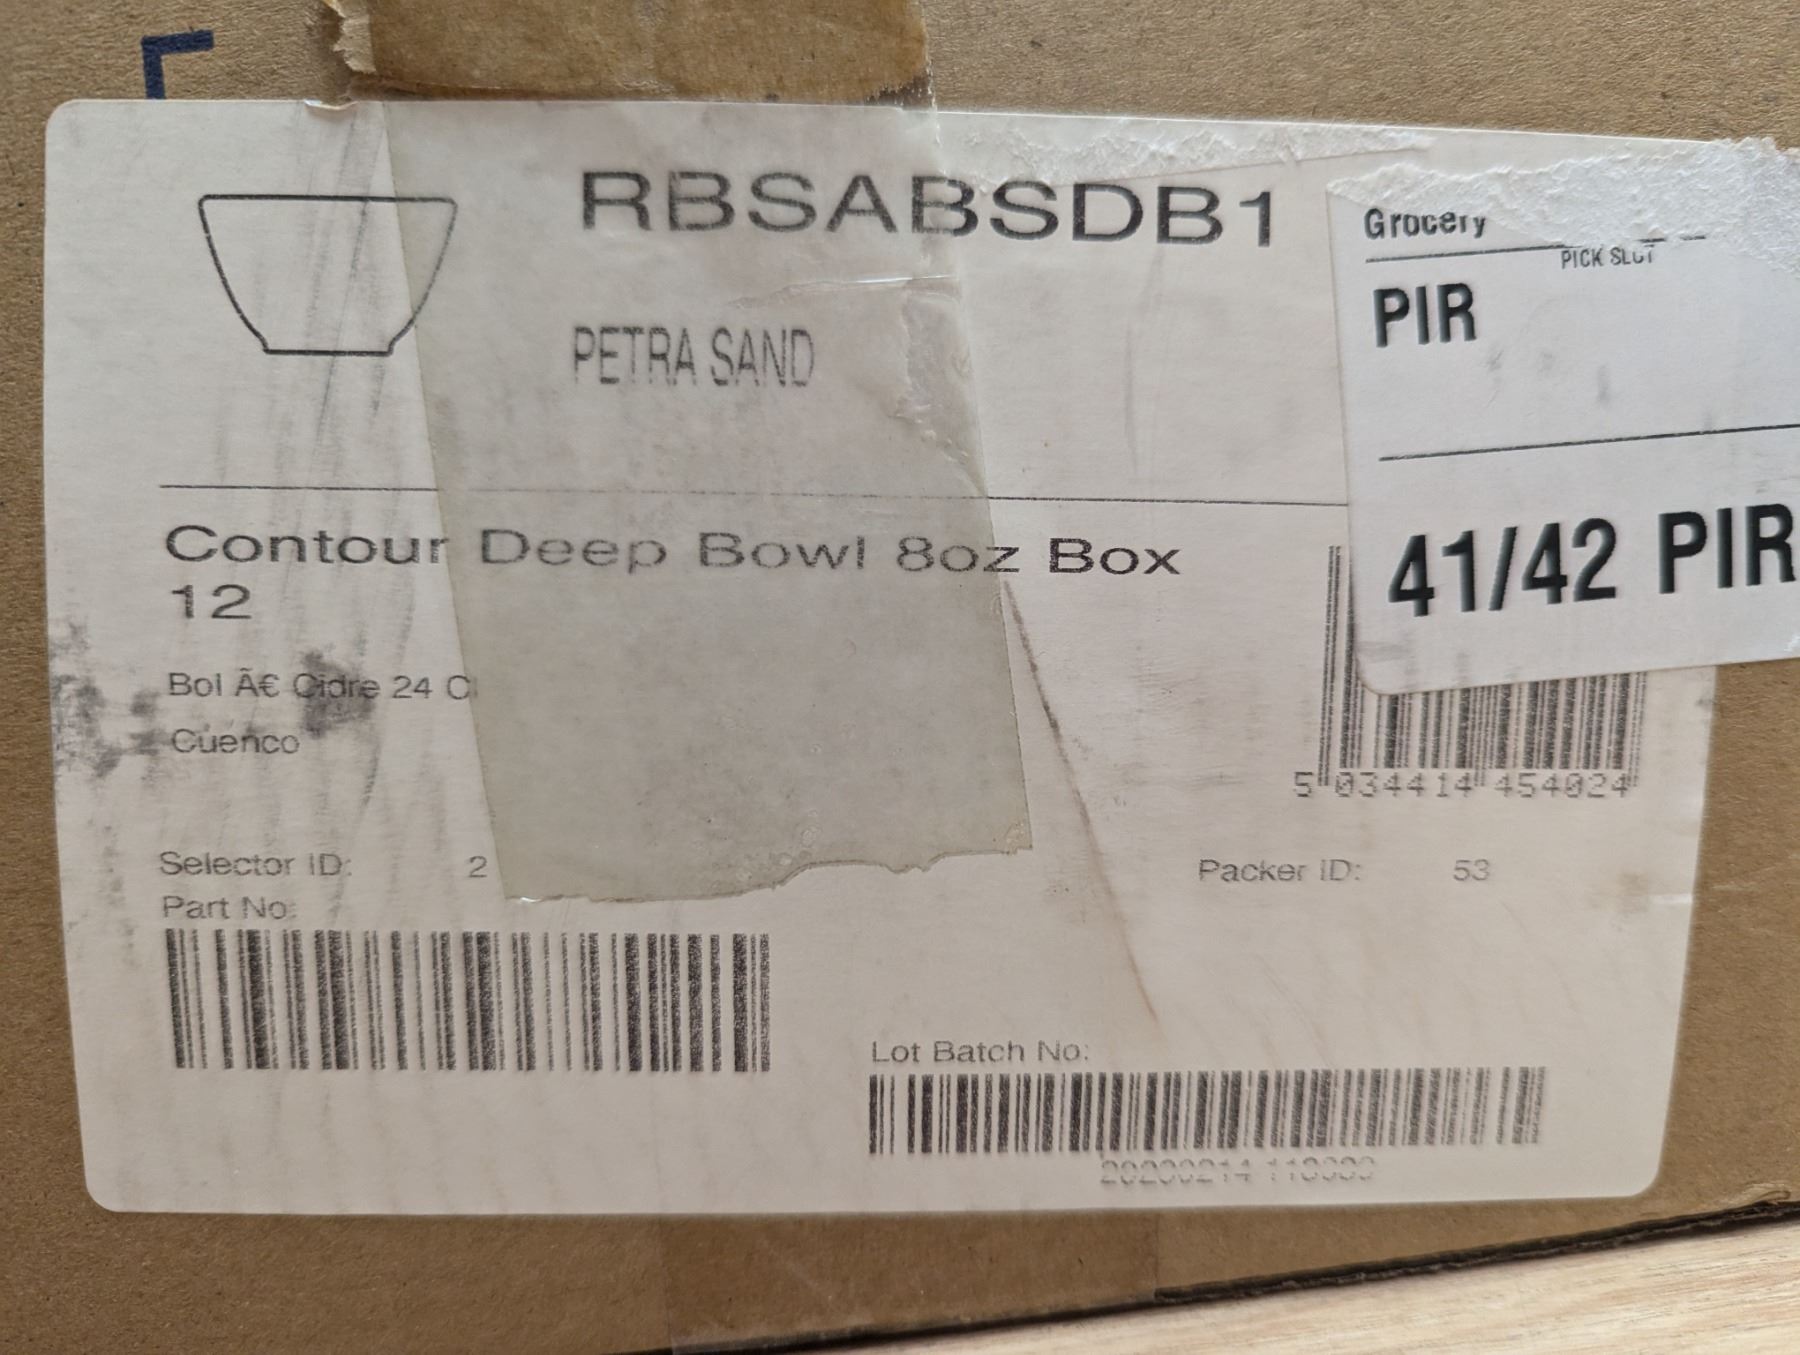 RBSABSDB1
PETRA SAND
Grocery
PICK SLOT
PIR
41/42 PIR
Contour Deep Bowl 8oz Box
12
Bol Ã€ Cidre 24 Cl
Cuenco
5 034414 454024
Selector ID: 2
Packer ID: 53
Part No:
Lot Batch No: